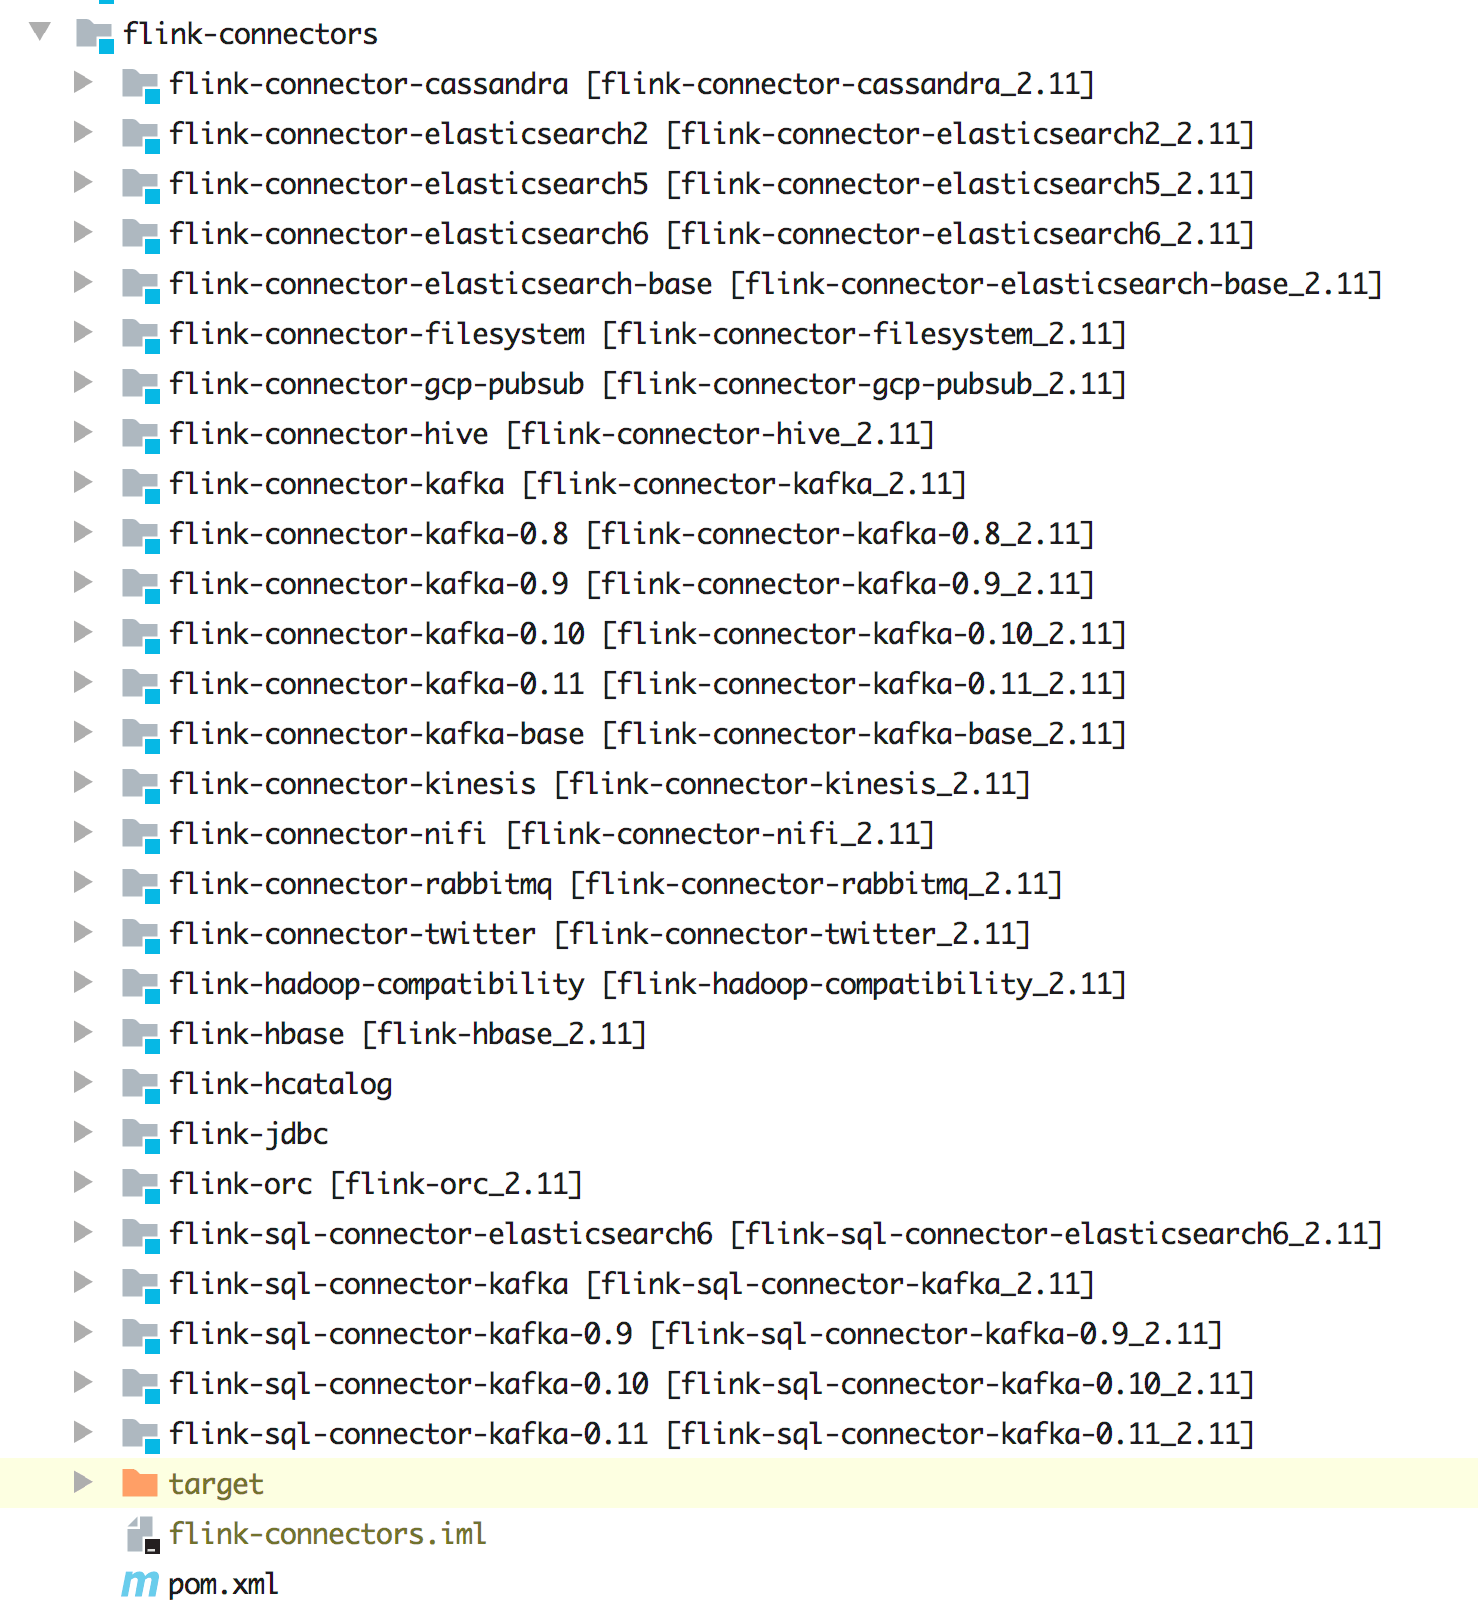 flink-connectors
flink-connector-cassandra [flink-connector-cassandra_2.11]
flink-connector-elasticsearch2 [flink-connector-elasticsearch2_2.11]
flink-connector-elasticsearch5 [flink-connector-elasticsearch5_2.11]
flink-connector-elasticsearch6 [flink-connector-elasticsearch6_2.11]
flink-connector-elasticsearch-base [flink-connector-elasticsearch-base_2.11]
flink-connector-filesystem [flink-connector-filesystem_2.11]
flink-connector-gcp-pubsub [flink-connector-gcp-pubsub_2.11]
flink-connector-hive [flink-connector-hive_2.11]
flink-connector-kafka [flink-connector-kafka_2.11]
flink-connector-kafka-0.8 [flink-connector-kafka-0.8_2.11]
flink-connector-kafka-0.9 [flink-connector-kafka-0.9_2.11]
flink-connector-kafka-0.10 [flink-connector-kafka-0.10_2.11]
flink-connector-kafka-0.11 [flink-connector-kafka-0.11_2.11]
flink-connector-kafka-base [flink-connector-kafka-base_2.11]
flink-connector-kinesis [flink-connector-kinesis_2.11]
flink-connector-nifi [flink-connector-nifi_2.11]
flink-connector-rabbitmq [flink-connector-rabbitmq_2.11]
flink-connector-twitter [flink-connector-twitter_2.11]
flink-hadoop-compatibility [flink-hadoop-compatibility_2.11]
flink-hbase [flink-hbase_2.11]
flink-hcatalog
flink-jdbc
flink-orc [flink-orc_2.11]
flink-sql-connector-elasticsearch6 [flink-sql-connector-elasticsearch6_2.11]
flink-sql-connector-kafka [flink-sql-connector-kafka_2.11]
flink-sql-connector-kafka-0.9 [flink-sql-connector-kafka-0.9_2.11]
flink-sql-connector-kafka-0.10 [flink-sql-connector-kafka-0.10_2.11]
flink-sql-connector-kafka-0.11 [flink-sql-connector-kafka-0.11_2.11]
target
flink-connectors.iml
m pom.xml